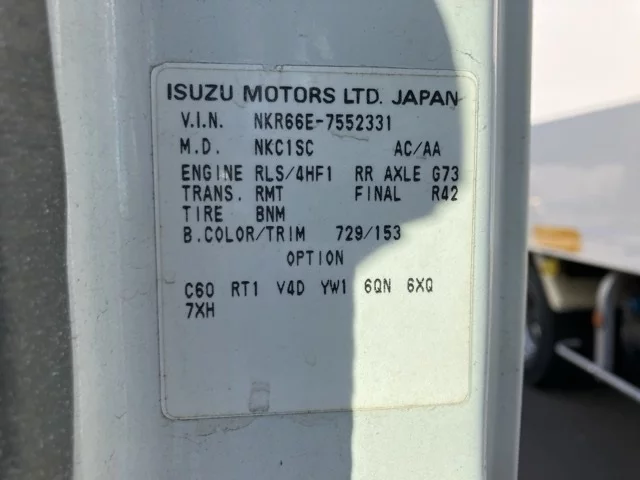 ISUZU MOTORS LTD. JAPAN
V.I.N. NKR66E-7552331
M.D. NKC1SC AC/AA
ENGINE RLS/4HF1 RR AXLE G73
TRANS. RMT FINAL R42
TIRE BNM
B.COLOR/TRIM 729/153
OPTION
C60 RT1 V4D YW1 6QN 6XQ
7XH